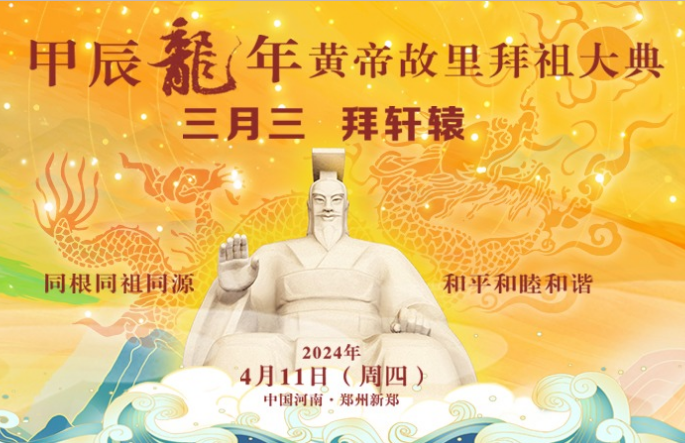 甲辰龍年黄帝故里拜祖大典
三月三 拜轩辕
同根同祖同源
和平和睦和谐
2024年
4月11日（周四）
中国河南·郑州新郑